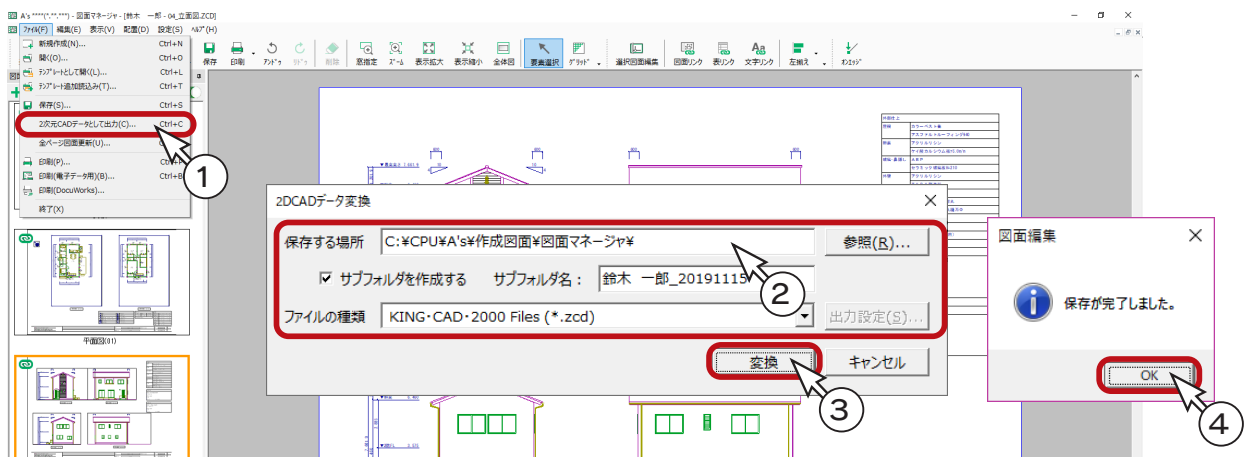 A's ****(*.**.***) - 図面マネージャ - [鈴木　一郎 - 04_立面図.ZCD]
ファイル(F) 編集(E) 表示(V) 配置(D) 設定(S) ヘルプ(H)
新規作成(N)... Ctrl+N
開く(O)... Ctrl+O
テンプレートとして開く(L)... Ctrl+L
テンプレート追加読込み(T)... Ctrl+T
保存(S)... Ctrl+S
2次元CADデータとして出力(C)... Ctrl+C
全ページ図面更新(U)...
印刷(P)... Ctrl+P
印刷(電子データ用)(B)... Ctrl+B
印刷(DocuWorks)...
終了(X)
保存 印刷 アンドゥ リドゥ 削除 窓指定 ズーム 表示拡大 表示縮小 全体図 要素選択 グリッド 選択図面編集 図面リンク 表リンク 文字リンク 左揃え
1
平面図(01)
2DCADデータ変換
保存する場所 C:¥CPU¥A's¥作成図面¥図面マネージャ¥ 参照(R)...
サブフォルダを作成する サブフォルダ名： 鈴木　一郎_20191115
2
ファイルの種類 KING・CAD・2000 Files (*.zcd) 出力設定(S)...
変換 キャンセル
3
図面編集
保存が完了しました。
OK
4